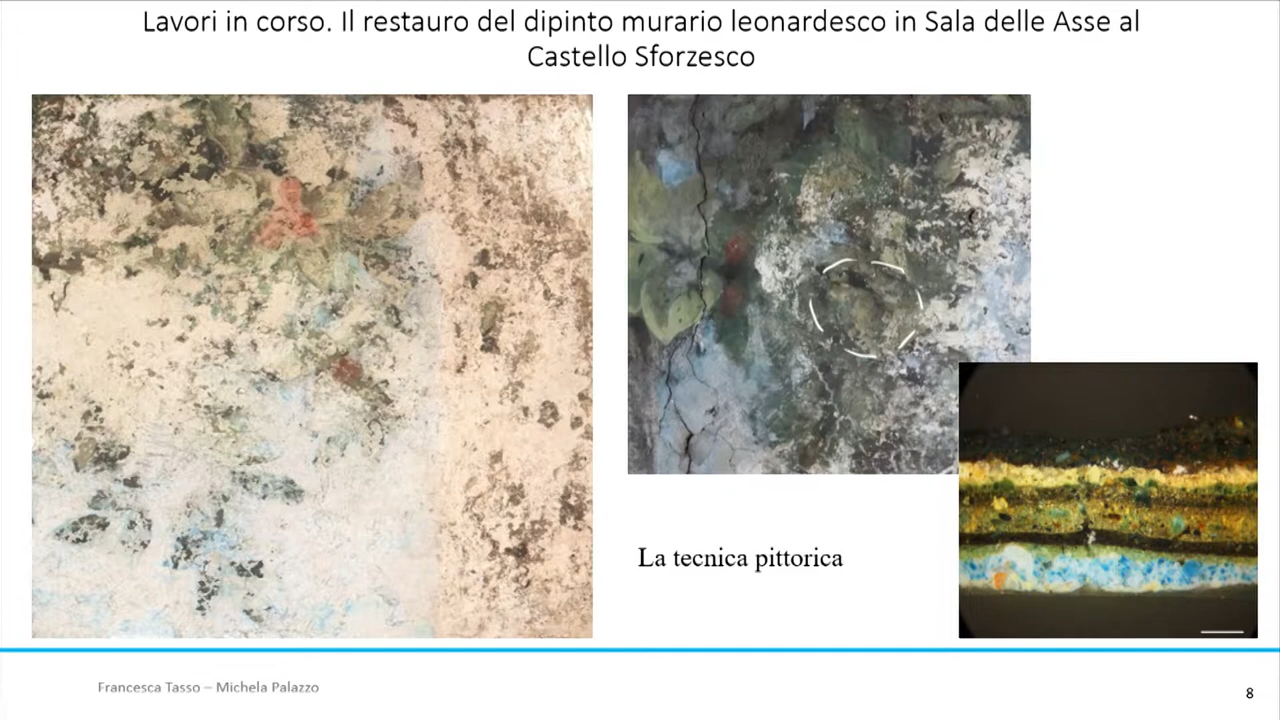 Lavori in corso. Il restauro del dipinto murario leonardesco in Sala delle Asse al
Castello Sforzesco
La tecnica pittorica
Francesca Tasso – Michela Palazzo
8